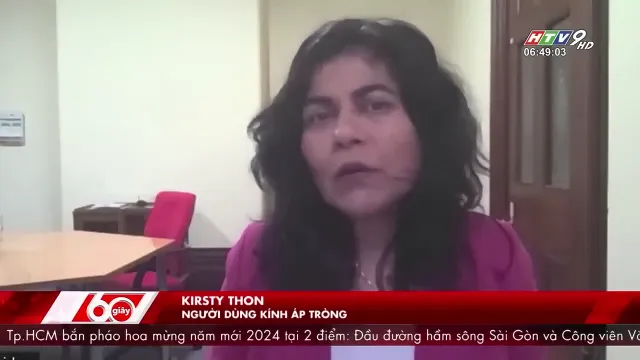 HTV9 HD
06:49:03
60 giây
KIRSTY THON
NGƯỜI DÙNG KÍNH ÁP TRÒNG
Tp.HCM bắn pháo hoa mừng năm mới 2024 tại 2 điểm: Đầu đường hầm sông Sài Gòn và Công viên